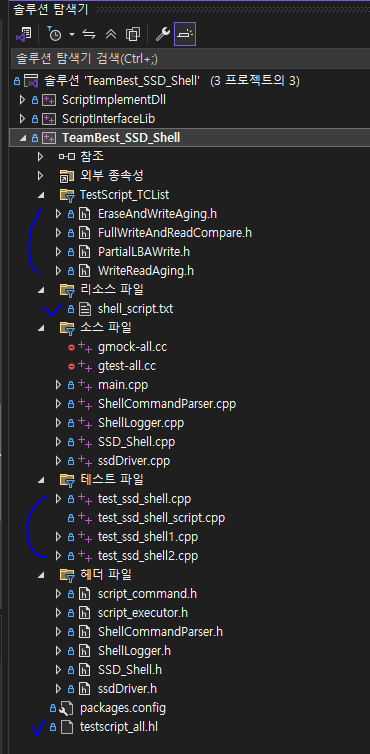 솔루션 탐색기
솔루션 탐색기 검색(Ctrl+;)
솔루션 'TeamBest_SSD_Shell' (3 프로젝트의 3)
ScriptImplementDll
ScriptInterfaceLib
TeamBest_SSD_Shell
참조
외부 종속성
TestScript_TCList
EraseAndWriteAging.h
FullWriteAndReadCompare.h
PartialLBAWrite.h
WriteReadAging.h
리소스 파일
shell_script.txt
소스 파일
gmock-all.cc
gtest-all.cc
main.cpp
ShellCommandParser.cpp
ShellLogger.cpp
SSD_Shell.cpp
ssdDriver.cpp
테스트 파일
test_ssd_shell.cpp
test_ssd_shell_script.cpp
test_ssd_shell1.cpp
test_ssd_shell2.cpp
헤더 파일
script_command.h
script_executor.h
ShellCommandParser.h
ShellLogger.h
SSD_Shell.h
ssdDriver.h
packages.config
testscript_all.hl